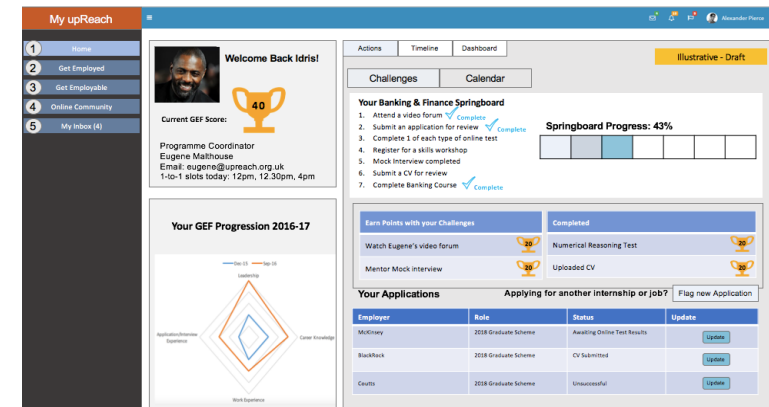 My upReach
Alexander Pierce
1 Home
2 Get Employed
3 Get Employable
4 Online Community
5 My Inbox (4)
Welcome Back Idris!
40
Current GEF Score:
Programme Coordinator
Eugene Malthouse
Email: eugene@upreach.org.uk
1-to-1 slots today: 12pm, 12.30pm, 4pm
Your GEF Progression 2016-17
Dec-15 Sep-16
Leadership
Career Knowledge
Work Experience
Application/Interview
Experience
Actions Timeline Dashboard
Illustrative - Draft
Challenges Calendar
Your Banking & Finance Springboard
1. Attend a video forum Complete
2. Submit an application for review Complete
3. Complete 1 of each type of online test
4. Register for a skills workshop
5. Mock Interview completed
6. Submit a CV for review
7. Complete Banking Course Complete
Springboard Progress: 43%
Earn Points with your Challenges Completed
Watch Eugene's video forum 20 Numerical Reasoning Test 20
Mentor Mock interview 20 Uploaded CV 20
Your Applications Applying for another internship or job? Flag new Application
Employer Role Status Update
McKinsey 2018 Graduate Scheme Awaiting Online Test Results Update
BlackRock 2018 Graduate Scheme CV Submitted Update
Coutts 2018 Graduate Scheme Unsuccessful Update